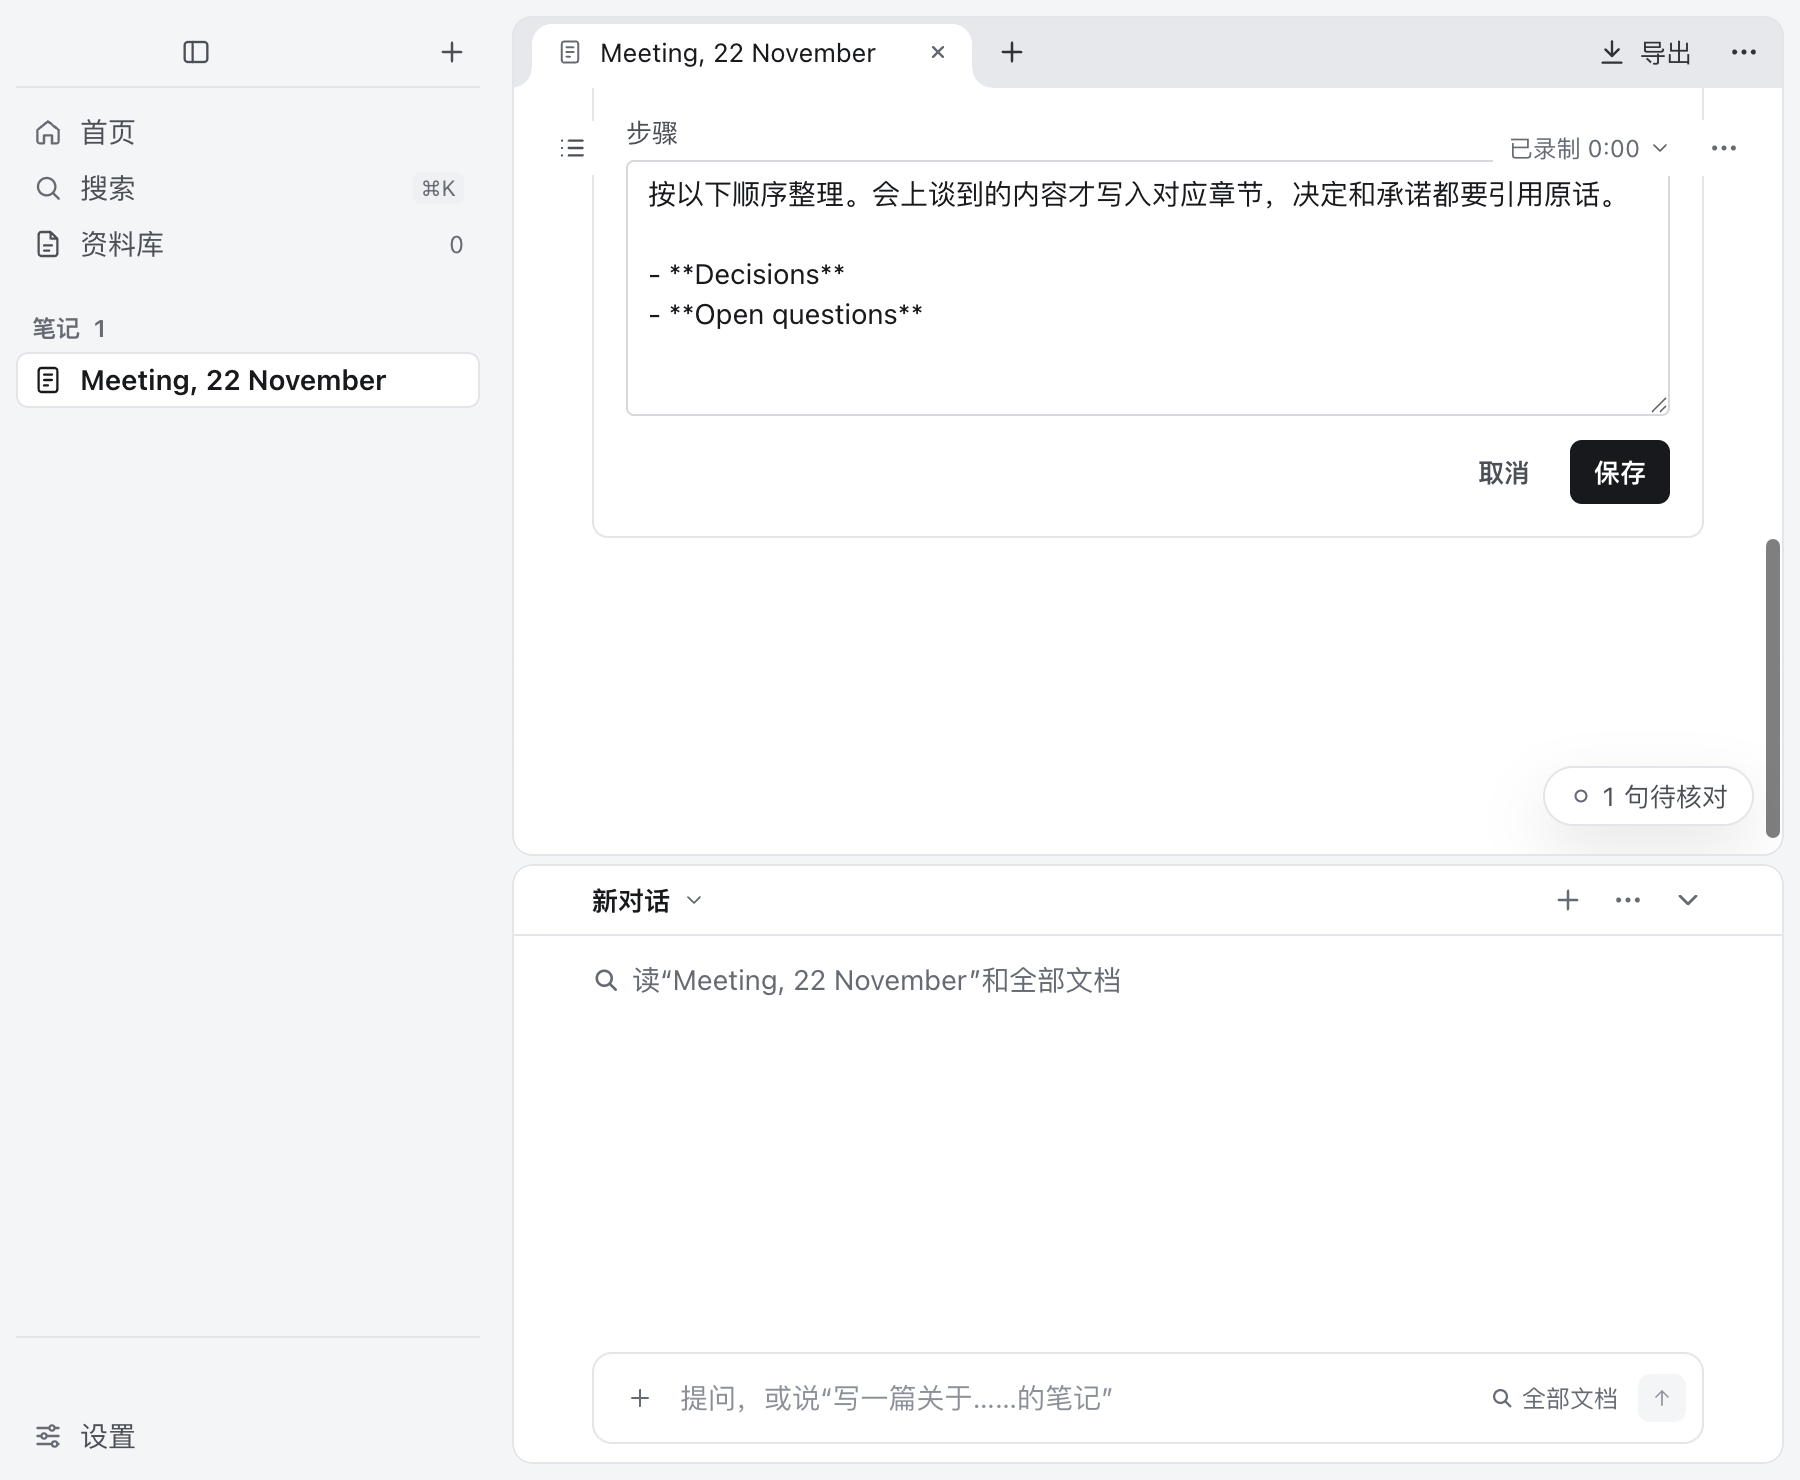 首页
搜索 ⌘K
资料库 0
笔记 1
Meeting, 22 November
设置
Meeting, 22 November
导出
步骤
已录制 0:00
按以下顺序整理。会上谈到的内容才写入对应章节，决定和承诺都要引用原话。
- **Decisions**
- **Open questions**
取消
保存
1 句待核对
新对话
读“Meeting, 22 November”和全部文档
提问，或说“写一篇关于……的笔记”
全部文档